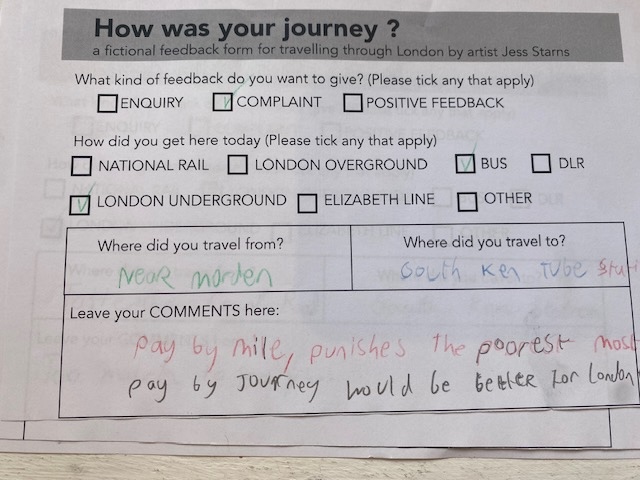 How was your journey ?
a fictional feedback form for travelling through London by artist Jess Starns
What kind of feedback do you want to give? (Please tick any that apply)
ENQUIRY COMPLAINT POSITIVE FEEDBACK
How did you get here today (Please tick any that apply)
NATIONAL RAIL LONDON OVERGROUND BUS DLR
LONDON UNDERGROUND ELIZABETH LINE OTHER
Where did you travel from? Where did you travel to?
Near morden South Ken Tube Stati
Leave your COMMENTS here:
pay by mile, punishes the poorest most
pay by Journey would be better for London